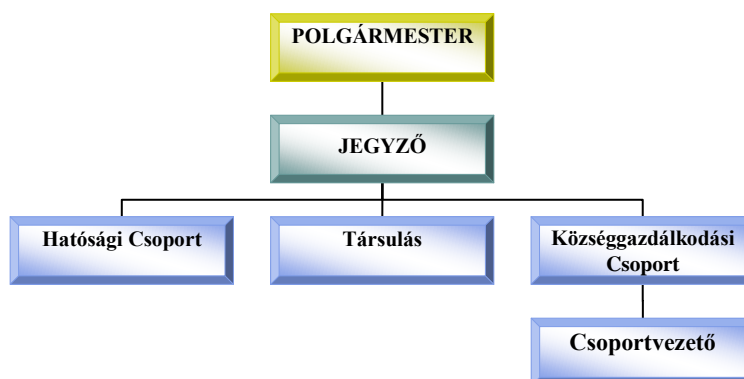 POLGÁRMESTER
JEGYZŐ
Hatósági Csoport
Társulás
Községgazdálkodási
Csoport
Csoportvezető